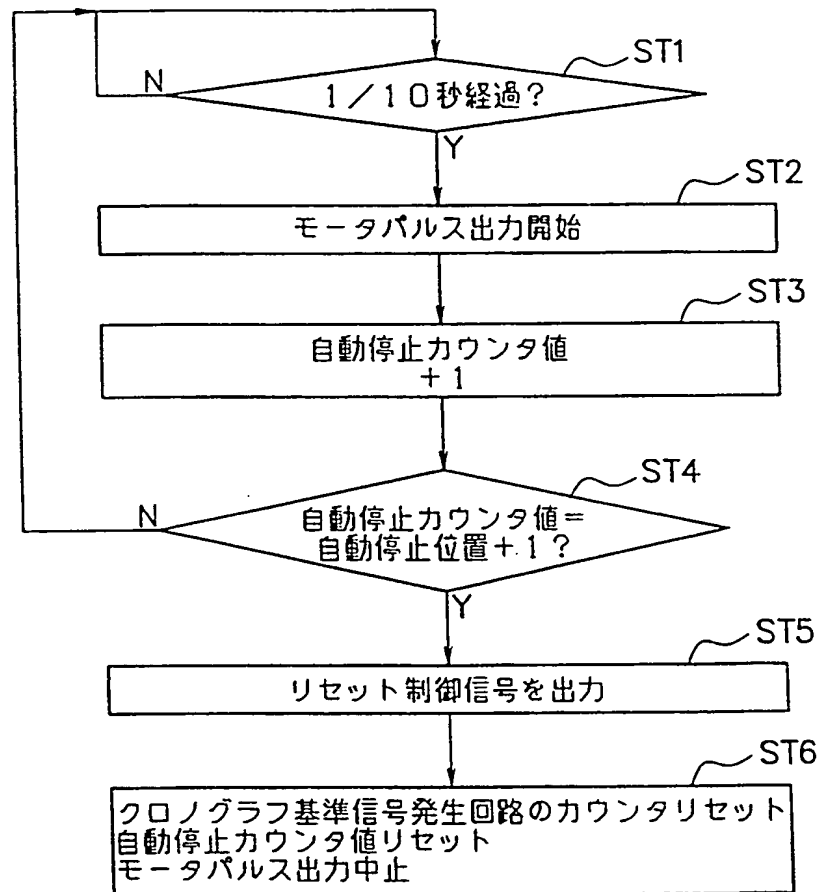 ST1
1/10秒経過?
N
Y
ST2
モータパルス出力開始
ST3
自動停止カウンタ値
+1
ST4
自動停止カウンタ値=
自動停止位置+1?
N
Y
ST5
リセット制御信号を出力
ST6
クロノグラフ基準信号発生回路のカウンタリセット
自動停止カウンタ値リセット
モータパルス出力中止